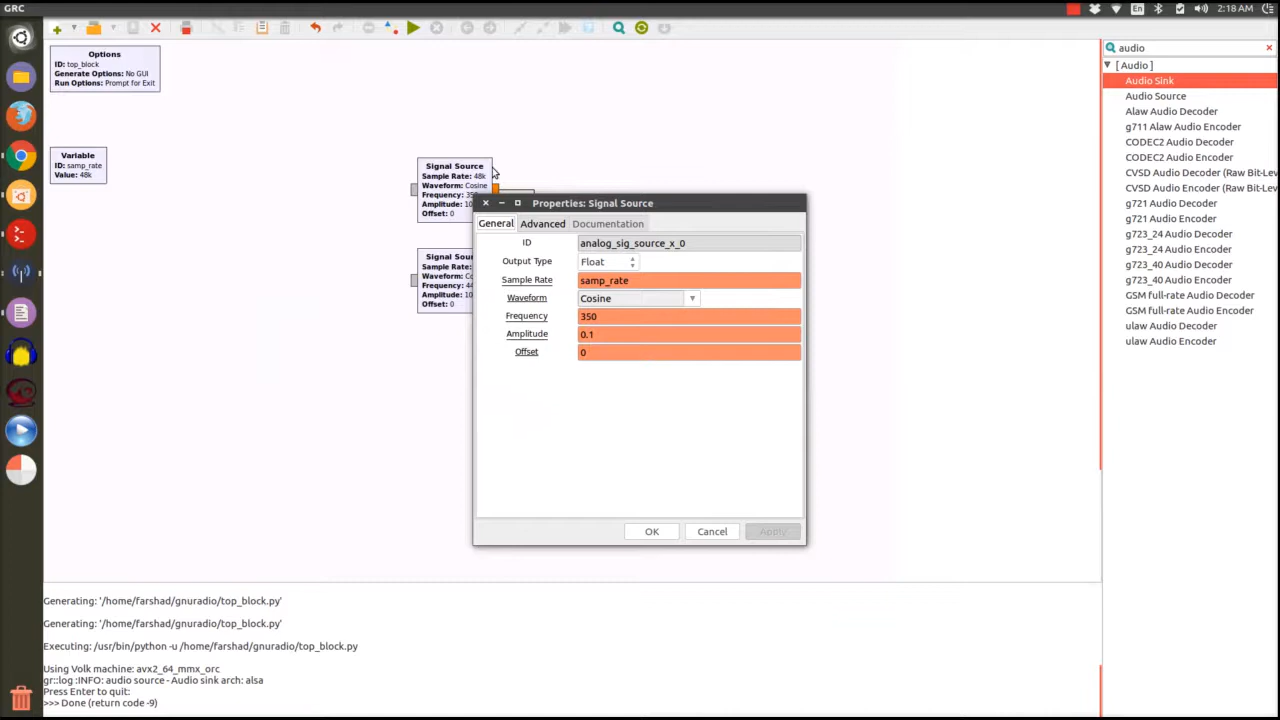 GRC
En
2:18 AM
Options
ID: top_block
Generate Options: No GUI
Run Options: Prompt for Exit
Variable
ID: samp_rate
Value: 48k
Signal Source
Sample Rate: 48k
Waveform: Cosine
Frequency: 35
Amplitude: 10
Offset: 0
Signal Sour
Sample Rate:
Waveform: Co
Frequency: 44
Amplitude: 10
Offset: 0
Properties: Signal Source
General Advanced Documentation
ID analog_sig_source_x_0
Output Type Float
Sample Rate samp_rate
Waveform Cosine
Frequency 350
Amplitude 0.1
Offset 0
OK Cancel Apply
audio
[ Audio ]
Audio Sink
Audio Source
Alaw Audio Decoder
g711 Alaw Audio Encoder
CODEC2 Audio Decoder
CODEC2 Audio Encoder
CVSD Audio Decoder (Raw Bit-Lev
CVSD Audio Encoder (Raw Bit-Lev
g721 Audio Decoder
g721 Audio Encoder
g723_24 Audio Decoder
g723_24 Audio Encoder
g723_40 Audio Decoder
g723_40 Audio Encoder
GSM full-rate Audio Decoder
GSM full-rate Audio Encoder
ulaw Audio Decoder
ulaw Audio Encoder
Generating: '/home/farshad/gnuradio/top_block.py'
Generating: '/home/farshad/gnuradio/top_block.py'
Executing: /usr/bin/python -u /home/farshad/gnuradio/top_block.py
Using Volk machine: avx2_64_mmx_orc
gr::log :INFO: audio source - Audio sink arch: alsa
Press Enter to quit:
>>> Done (return code -9)